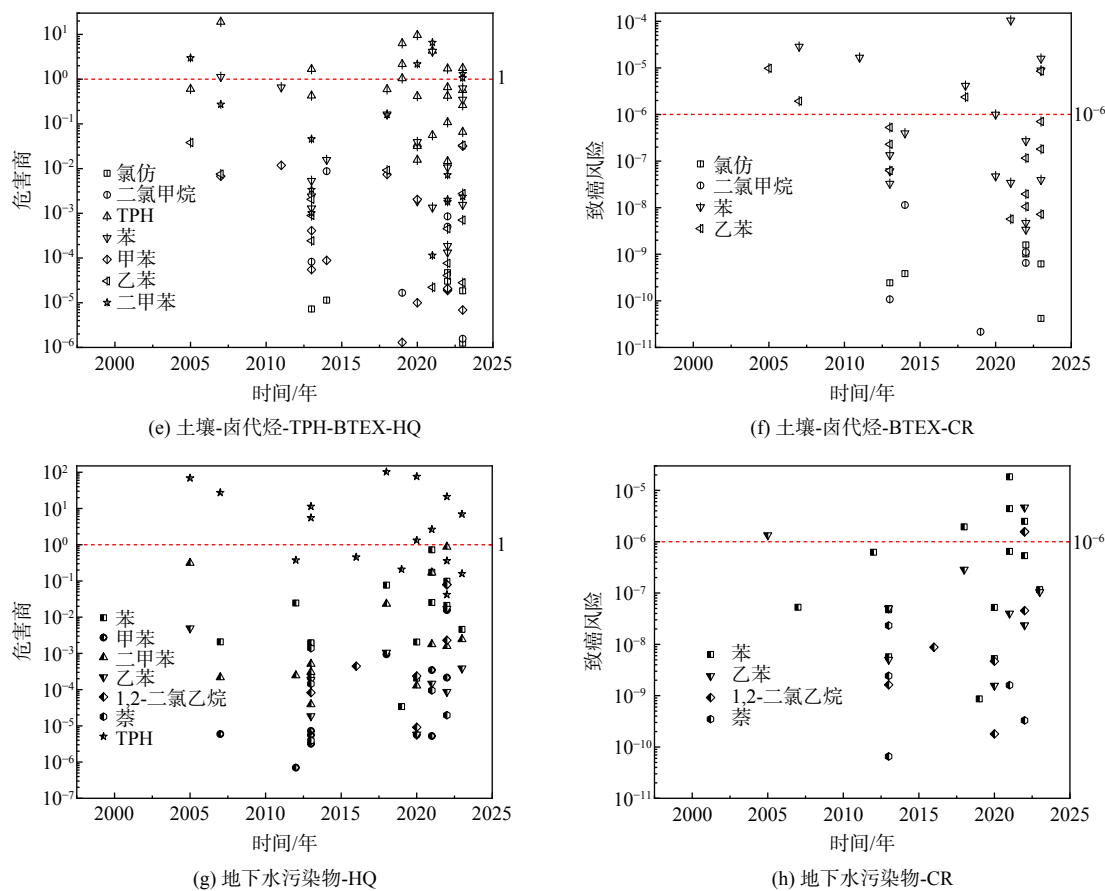 10¹
10⁰
10⁻¹
10⁻²
10⁻³
10⁻⁴
10⁻⁵
10⁻⁶
危害商
1
氯仿
二氯甲烷
TPH
苯
甲苯
乙苯
二甲苯
2000 2005 2010 2015 2020 2025
时间/年
(e) 土壤-卤代烃-TPH-BTEX-HQ
10⁻⁴
10⁻⁵
10⁻⁶
10⁻⁷
10⁻⁸
10⁻⁹
10⁻¹⁰
10⁻¹¹
致癌风险
10⁻⁶
氯仿
二氯甲烷
苯
乙苯
2000 2005 2010 2015 2020 2025
时间/年
(f) 土壤-卤代烃-BTEX-CR
10²
10¹
10⁰
10⁻¹
10⁻²
10⁻³
10⁻⁴
10⁻⁵
10⁻⁶
10⁻⁷
危害商
1
苯
甲苯
二甲苯
乙苯
1,2-二氯乙烷
萘
TPH
2000 2005 2010 2015 2020 2025
时间/年
(g) 地下水污染物-HQ
10⁻⁵
10⁻⁶
10⁻⁷
10⁻⁸
10⁻⁹
10⁻¹⁰
10⁻¹¹
致癌风险
10⁻⁶
苯
乙苯
1,2-二氯乙烷
萘
2000 2005 2010 2015 2020 2025
时间/年
(h) 地下水污染物-CR